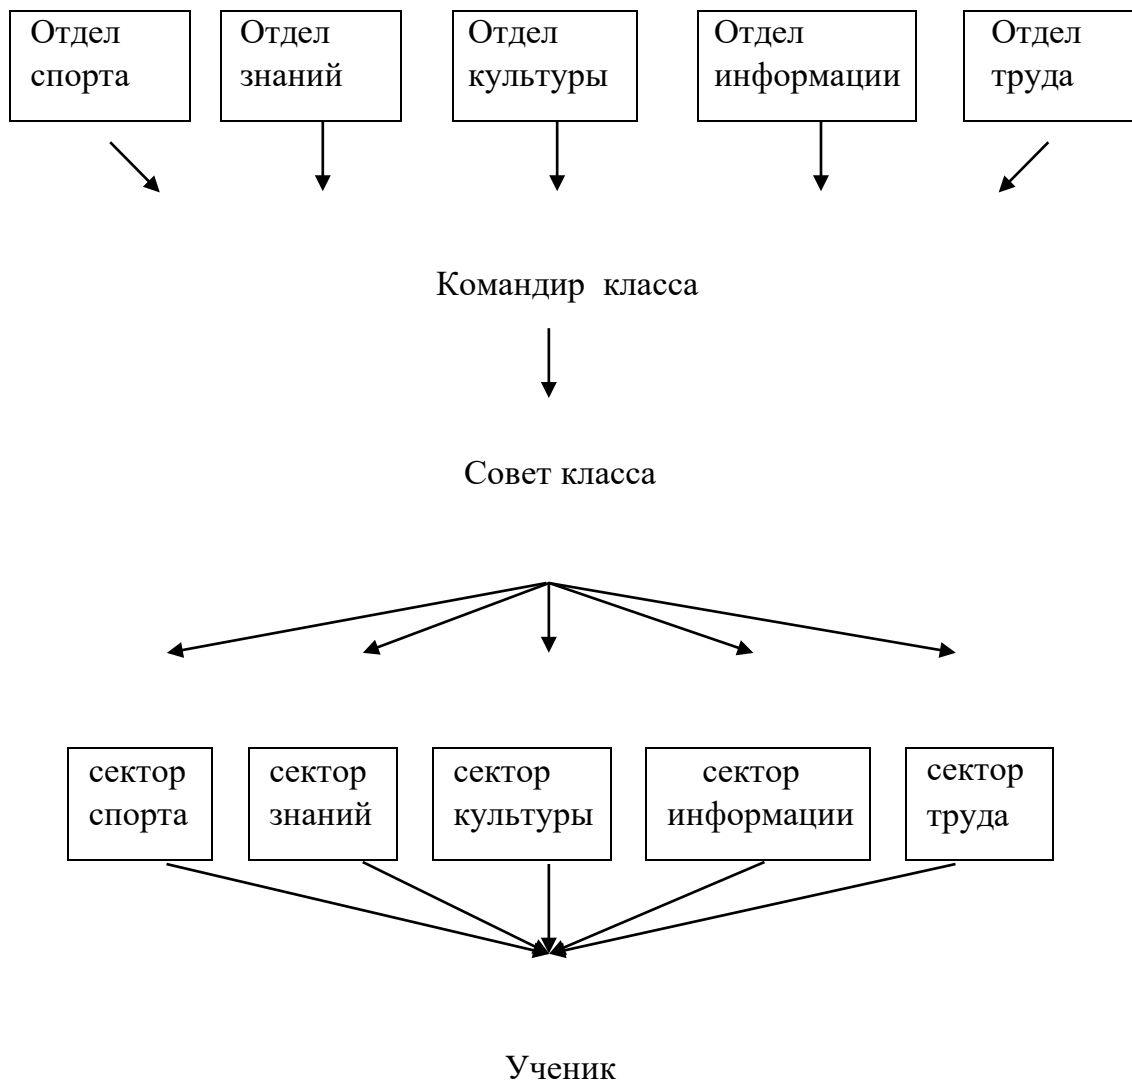 Отдел
спорта
Отдел
знаний
Отдел
культуры
Отдел
информации
Отдел
труда
Командир класса
Совет класса
сектор
спорта
сектор
знаний
сектор
культуры
сектор
информации
сектор
труда
Ученик